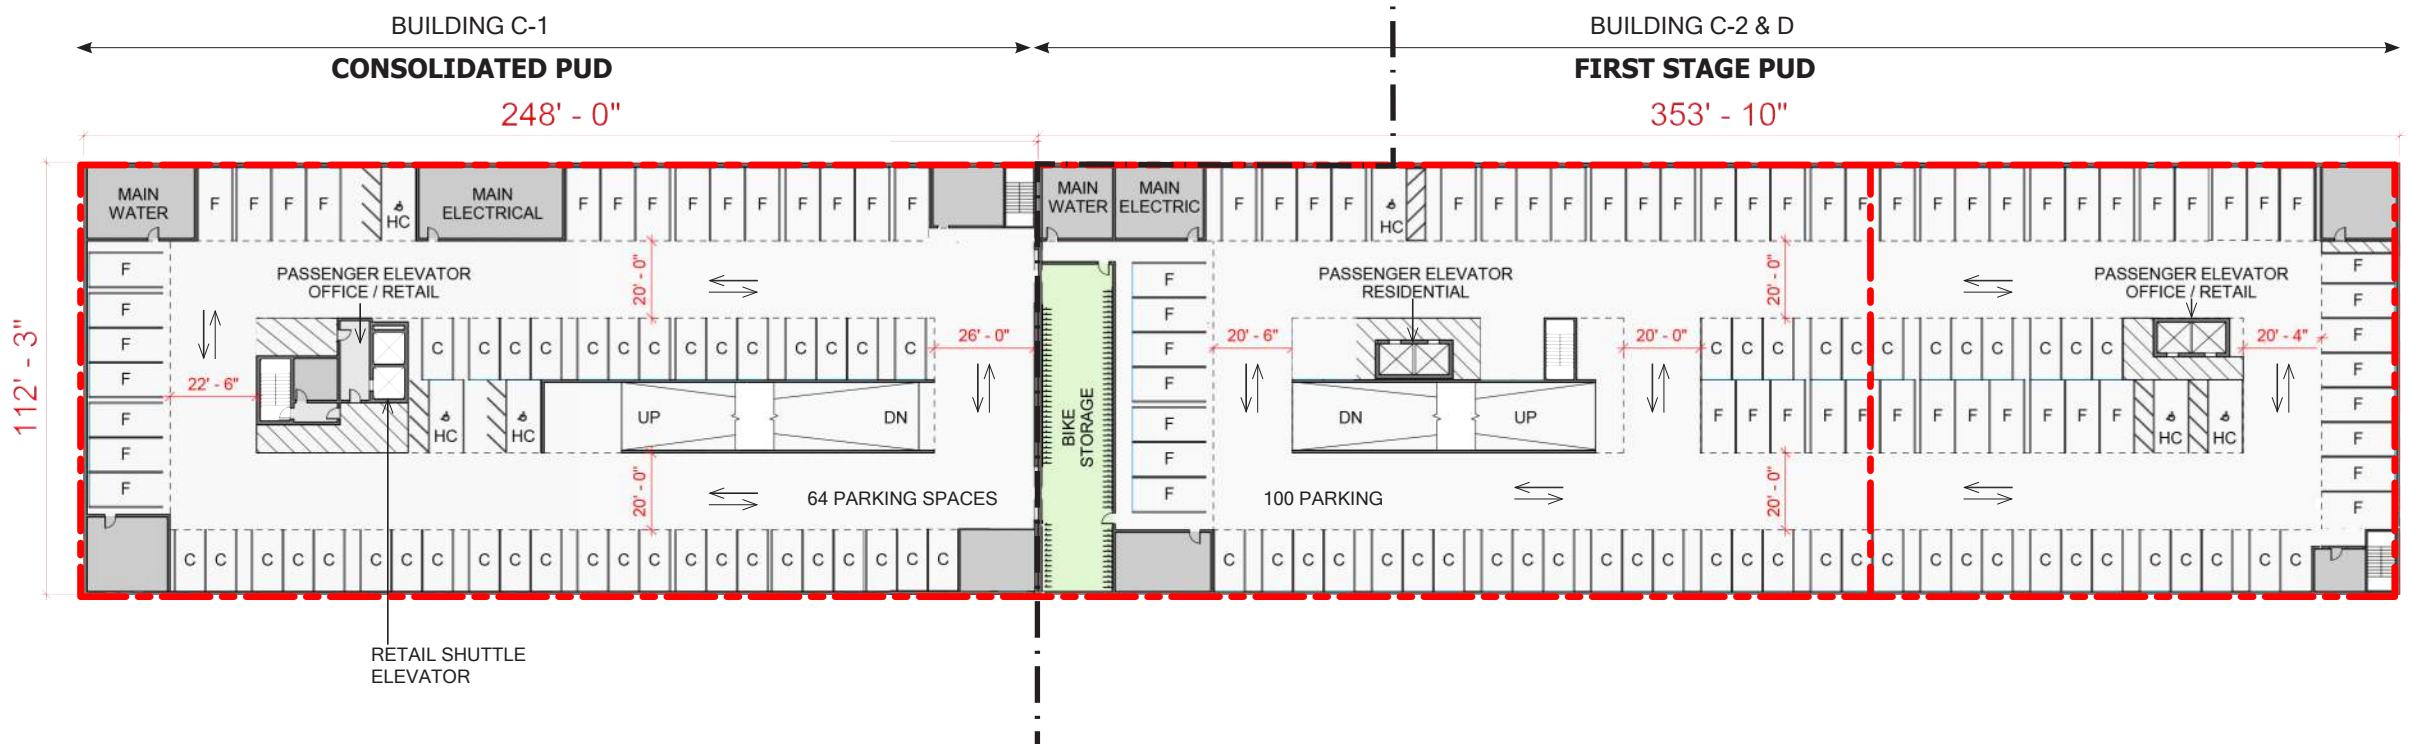 BUILDING C-1
BUILDING C-2 & D
CONSOLIDATED PUD
FIRST STAGE PUD
248' - 0"
353' - 10"
112' - 3"
MAIN
WATER
F F F F
HC
MAIN
ELECTRICAL
F F F F F F F F F F
MAIN
WATER
MAIN
ELECTRIC
F F F F
HC
F F F F F F F F F F F F F F F F F F F F F F F F
F
F
F
F
F
F
F
PASSENGER ELEVATOR
OFFICE / RETAIL
20' - 0"
C C C C C C C C C C C C C C
26' - 0"
22' - 6"
HC
HC
UP
DN
20' - 0"
64 PARKING SPACES
C C C C C C C C C C C C C C C C C C C C C C
RETAIL SHUTTLE
ELEVATOR
BIKE
STORAGE
F
F
F
F
F
F
F
PASSENGER ELEVATOR
RESIDENTIAL
20' - 6"
20' - 0"
20' - 0"
DN
UP
100 PARKING
20' - 0"
PASSENGER ELEVATOR
OFFICE / RETAIL
20' - 4"
C C C C C C C C C C C C
F F F F F F F F F F F F
HC
HC
F
F
F
F
F
F
F
F
C C C C C C C C C C C C C C C C C C C C C C C C C C C C C C